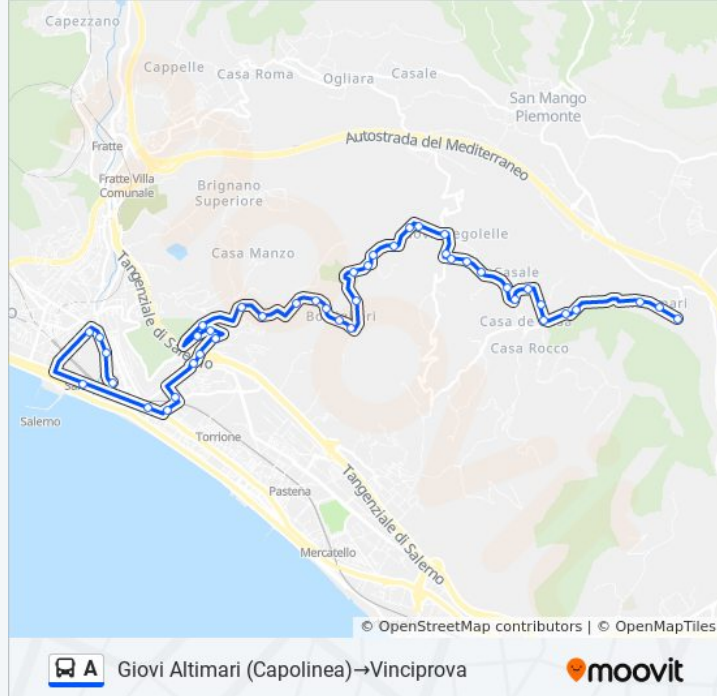 Capezzano
Cappelle
Casa Roma
Ogliara
Casale
San Mango
Piemonte
Autostrada del Mediterraneo
Fratte
Fratte Villa
Comunale
Brignano
Superiore
Casa Manzo
Tangenziale di Salerno
Casale
Casa Rocco
Salerno
Torrione
Pastena
Mercatello
Tangenziale di Salerno
© OpenStreetMap contributors | © OpenMapTiles
A Giovi Altimari (Capolinea)→Vinciprova
moovit